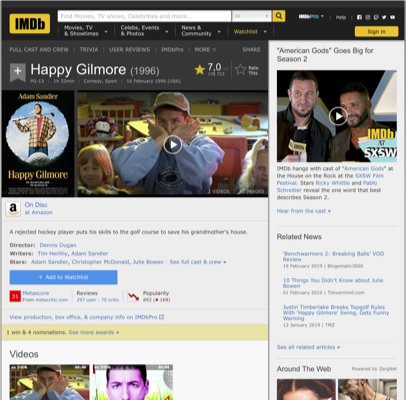 IMDb
Find Movies, TV shows, Celebrities and more...
All
IMDbPro
Help
Movies, TV
& Showtimes
Celebs, Events
& Photos
News &
Community
Watchlist
Sign in
FULL CAST AND CREW | TRIVIA | USER REVIEWS | IMDbPro | MORE
SHARE
+ Happy Gilmore (1996)
PG-13 | 1h 32min | Comedy, Sport | 16 February 1996 (USA)
7,0
Rate
This
Adam Sandler
Happy Gilmore
VIDEOS
IMAGES
a
On Disc
at Amazon
A rejected hockey player puts his skills to the golf course to save his grandmother's house.
Director: Dennis Dugan
Writers: Tim Herlihy, Adam Sandler
Stars: Adam Sandler, Christopher McDonald, Julie Bowen | See full cast & crew »
+ Add to Watchlist
31
Metascore
From metacritic.com
Reviews
297 user | 70 critic
Popularity
892
View production, box office, & company info on IMDbPro
1 win & 4 nominations. See more awards »
Videos
"American Gods" Goes Big for
Season 2
IMDb
AT
SXSW
IMDb hangs with cast of "American Gods" at
the House on the Rock at the SXSW Film
Festival. Stars Ricky Whittle and Pablo
Schreiber reveal the one word that best
describes Season 2.
Hear from the cast »
Related News
'Benchwarmers 2: Breaking Balls' VOD
Review
19 February 2019 | Blogomatic3000
10 Things You Didn't Know about Julie
Bowen
01 February 2019 | TVovermind.com
Justin Timberlake Breaks Topgolf Rules
With 'Happy Gilmore' Swing, Gets Funny
Warning
13 January 2019 | TMZ
See all related articles »
Around The Web
Powered by ZergNet